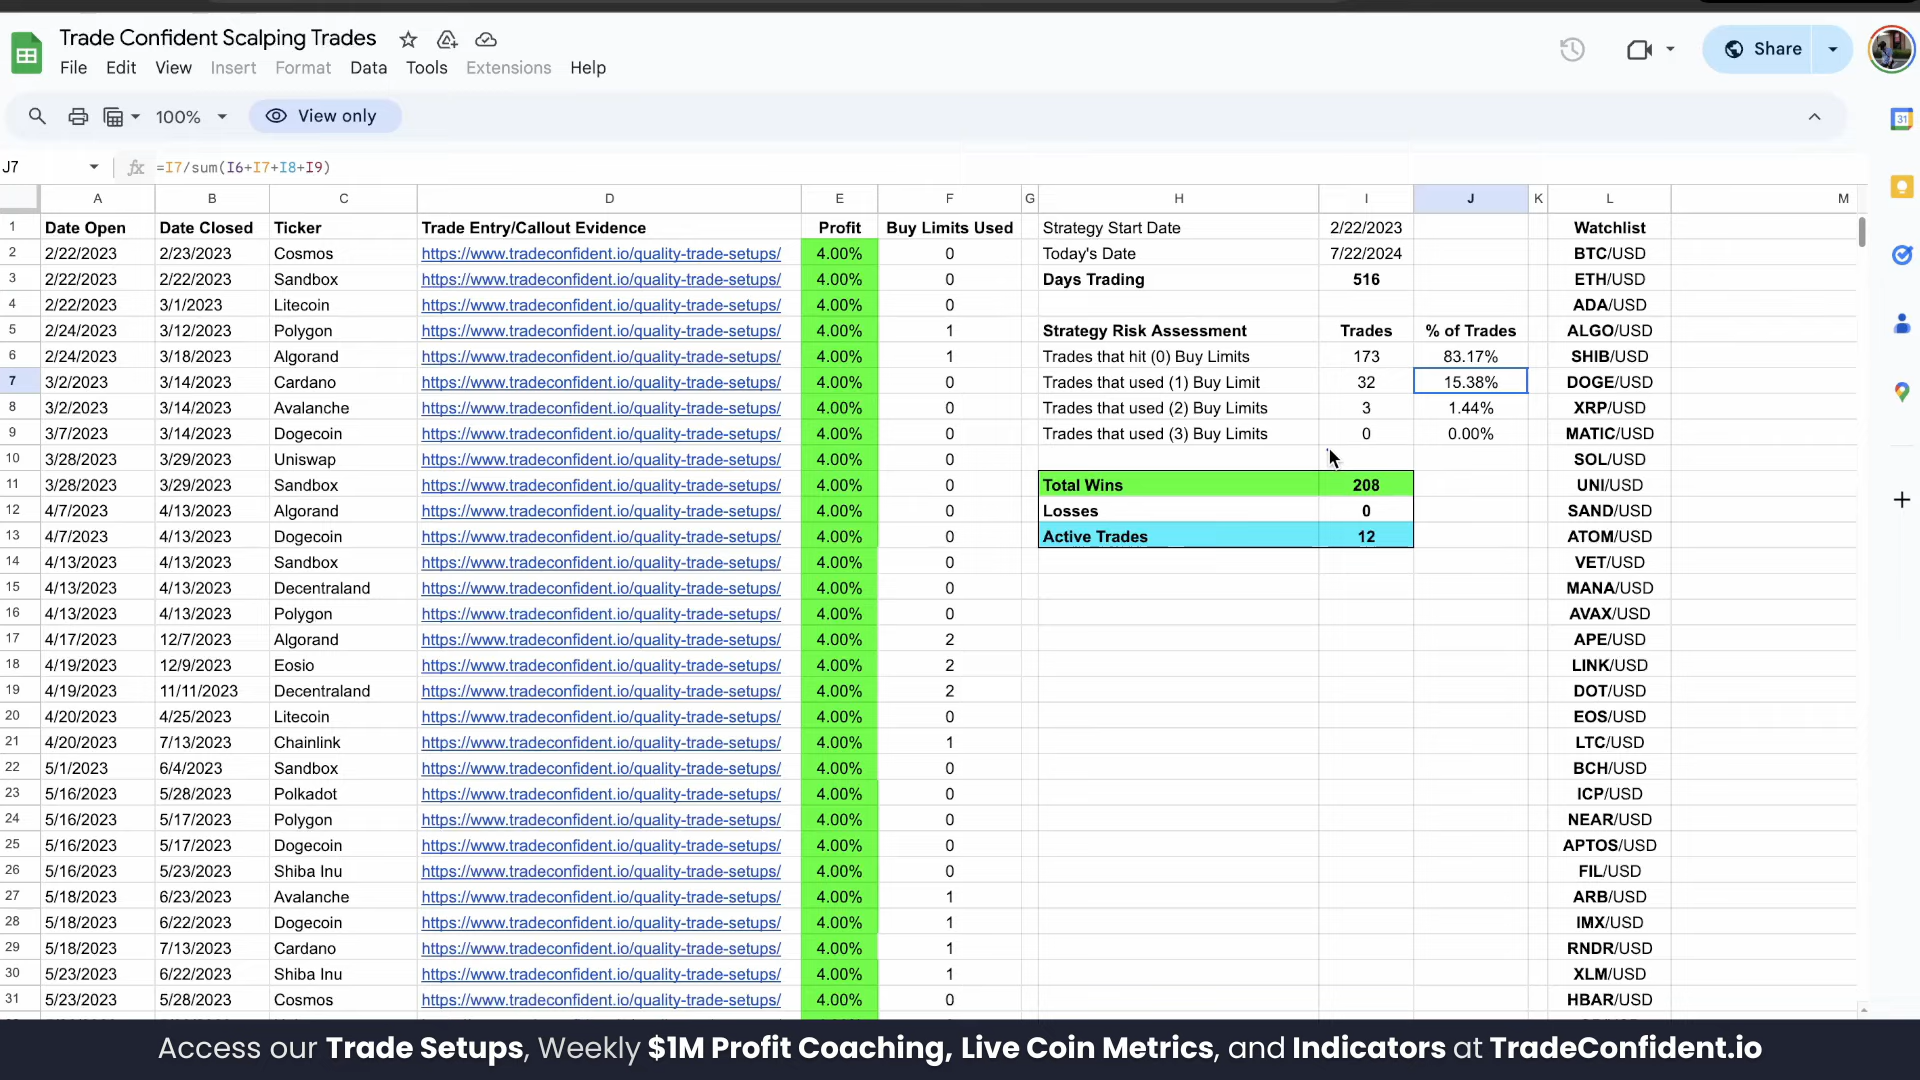 Trade Confident Scalping Trades
File Edit View Insert Format Data Tools Extensions Help
Share
100% View only
J7 fx =I7/sum(I6+I7+I8+I9)
A B C D E F G H I J K L M
1 Date Open Date Closed Ticker Trade Entry/Callout Evidence Profit Buy Limits Used Strategy Start Date 2/22/2023 Watchlist
2 2/22/2023 2/23/2023 Cosmos https://www.tradeconfident.io/quality-trade-setups/ 4.00% 0 Today's Date 7/22/2024 BTC/USD
3 2/22/2023 2/22/2023 Sandbox https://www.tradeconfident.io/quality-trade-setups/ 4.00% 0 Days Trading 516 ETH/USD
4 2/22/2023 3/1/2023 Litecoin https://www.tradeconfident.io/quality-trade-setups/ 4.00% 0 ADA/USD
5 2/24/2023 3/12/2023 Polygon https://www.tradeconfident.io/quality-trade-setups/ 4.00% 1 Strategy Risk Assessment Trades % of Trades ALGO/USD
6 2/24/2023 3/18/2023 Algorand https://www.tradeconfident.io/quality-trade-setups/ 4.00% 1 Trades that hit (0) Buy Limits 173 83.17% SHIB/USD
7 3/2/2023 3/14/2023 Cardano https://www.tradeconfident.io/quality-trade-setups/ 4.00% 0 Trades that used (1) Buy Limit 32 15.38% DOGE/USD
8 3/2/2023 3/14/2023 Avalanche https://www.tradeconfident.io/quality-trade-setups/ 4.00% 0 Trades that used (2) Buy Limits 3 1.44% XRP/USD
9 3/7/2023 3/14/2023 Dogecoin https://www.tradeconfident.io/quality-trade-setups/ 4.00% 0 Trades that used (3) Buy Limits 0 0.00% MATIC/USD
10 3/28/2023 3/29/2023 Uniswap https://www.tradeconfident.io/quality-trade-setups/ 4.00% 0 SOL/USD
11 3/28/2023 3/29/2023 Sandbox https://www.tradeconfident.io/quality-trade-setups/ 4.00% 0 Total Wins 208 UNI/USD
12 4/7/2023 4/13/2023 Algorand https://www.tradeconfident.io/quality-trade-setups/ 4.00% 0 Losses 0 SAND/USD
13 4/7/2023 4/13/2023 Dogecoin https://www.tradeconfident.io/quality-trade-setups/ 4.00% 0 Active Trades 12 ATOM/USD
14 4/13/2023 4/13/2023 Sandbox https://www.tradeconfident.io/quality-trade-setups/ 4.00% 0 VET/USD
15 4/13/2023 4/13/2023 Decentraland https://www.tradeconfident.io/quality-trade-setups/ 4.00% 0 MANA/USD
16 4/13/2023 4/13/2023 Polygon https://www.tradeconfident.io/quality-trade-setups/ 4.00% 0 AVAX/USD
17 4/17/2023 12/7/2023 Algorand https://www.tradeconfident.io/quality-trade-setups/ 4.00% 2 APE/USD
18 4/19/2023 12/9/2023 Eosio https://www.tradeconfident.io/quality-trade-setups/ 4.00% 2 LINK/USD
19 4/19/2023 11/11/2023 Decentraland https://www.tradeconfident.io/quality-trade-setups/ 4.00% 2 DOT/USD
20 4/20/2023 4/25/2023 Litecoin https://www.tradeconfident.io/quality-trade-setups/ 4.00% 0 EOS/USD
21 4/20/2023 7/13/2023 Chainlink https://www.tradeconfident.io/quality-trade-setups/ 4.00% 1 LTC/USD
22 5/1/2023 6/4/2023 Sandbox https://www.tradeconfident.io/quality-trade-setups/ 4.00% 0 BCH/USD
23 5/16/2023 5/28/2023 Polkadot https://www.tradeconfident.io/quality-trade-setups/ 4.00% 0 ICP/USD
24 5/16/2023 5/17/2023 Polygon https://www.tradeconfident.io/quality-trade-setups/ 4.00% 0 NEAR/USD
25 5/16/2023 5/17/2023 Dogecoin https://www.tradeconfident.io/quality-trade-setups/ 4.00% 0 APTOS/USD
26 5/16/2023 5/23/2023 Shiba Inu https://www.tradeconfident.io/quality-trade-setups/ 4.00% 0 FIL/USD
27 5/18/2023 6/23/2023 Avalanche https://www.tradeconfident.io/quality-trade-setups/ 4.00% 1 ARB/USD
28 5/18/2023 6/22/2023 Dogecoin https://www.tradeconfident.io/quality-trade-setups/ 4.00% 1 IMX/USD
29 5/18/2023 7/13/2023 Cardano https://www.tradeconfident.io/quality-trade-setups/ 4.00% 1 RNDR/USD
30 5/23/2023 6/22/2023 Shiba Inu https://www.tradeconfident.io/quality-trade-setups/ 4.00% 1 XLM/USD
31 5/23/2023 5/28/2023 Cosmos https://www.tradeconfident.io/quality-trade-setups/ 4.00% 0 HBAR/USD
Access our Trade Setups, Weekly $1M Profit Coaching, Live Coin Metrics, and Indicators at TradeConfident.io